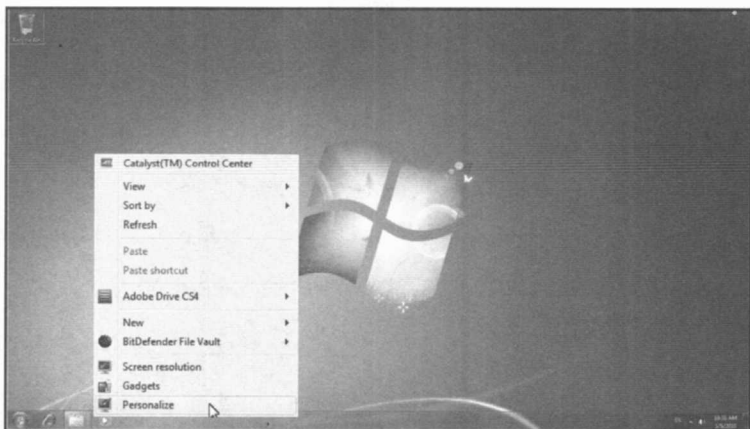 Catalyst(TM) Control Center
View
Sort by
Refresh
Paste
Paste shortcut
Adobe Drive CS4
New
BitDefender File Vault
Screen resolution
Gadgets
Personalize